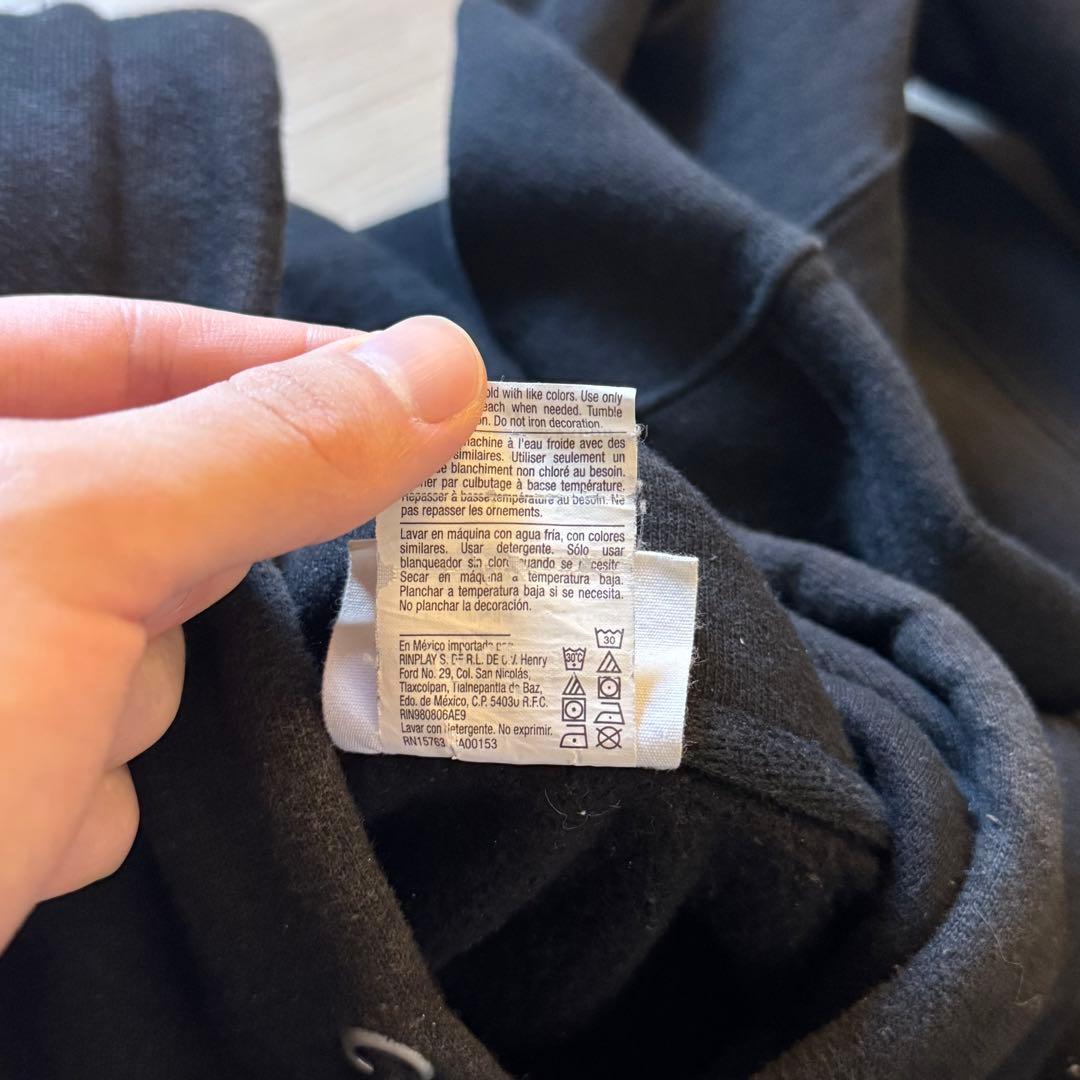 old with like colors. Use only
each when needed. Tumble
on. Do not iron decoration.
machine à l'eau froide avec des
similaires. Utiliser seulement un
de blanchiment non chloré au besoin.
her par culbutage à basse température.
Repasser à basse température au besoin. Ne
pas repasser les ornements.
Lavar en máquina con agua fría, con colores
similares. Usar detergente. Sólo usar
blanqueador sin cloro cuando se necesite
Secar en máquina a temperatura baja.
Planchar a temperatura baja si se necesita.
No planchar la decoración.
En México importado por
RINPLAY S. DE R.L. DE C.V. Henry
Ford No. 29, Col. San Nicolás,
Tlaxcolpan, Tlalnepantla de Baz,
Edo. de México, C.P. 54030 R.F.C.
RIN980806AE9
Lavar con detergente. No exprimir.
RN15763 A00153
30
30°C